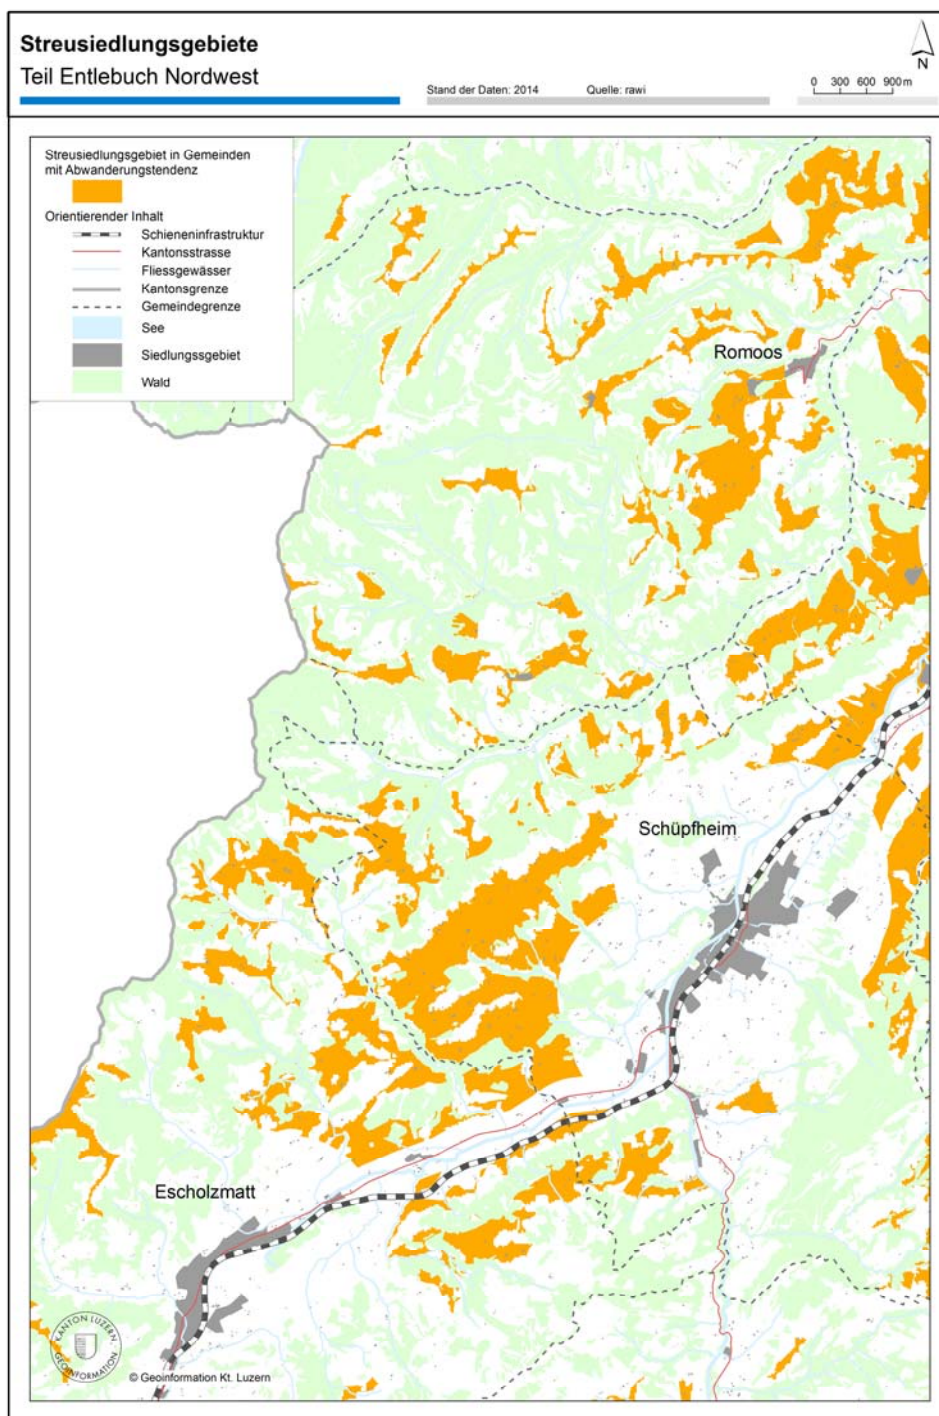 Streusiedlungsgebiete
Teil Entlebuch Nordwest
Stand der Daten: 2014 Quelle: rawi
0 300 600 900 m
N
Streusiedlungsgebiet in Gemeinden
mit Abwanderungstendenz
Orientierender Inhalt
Schieneninfrastruktur
Kantonsstrasse
Fliessgewässer
Kantonsgrenze
Gemeindegrenze
See
Siedlungssgebiet
Wald
Romoos
Schüpfheim
Escholzmatt
KANTON LUZERN
GEOINFORMATION
© Geoinformation Kt. Luzern